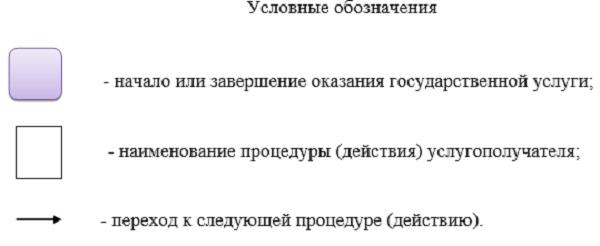 Условные обозначения
- начало или завершение оказания государственной услуги;
- наименование процедуры (действия) услугополучателя;
- переход к следующей процедуре (действию).